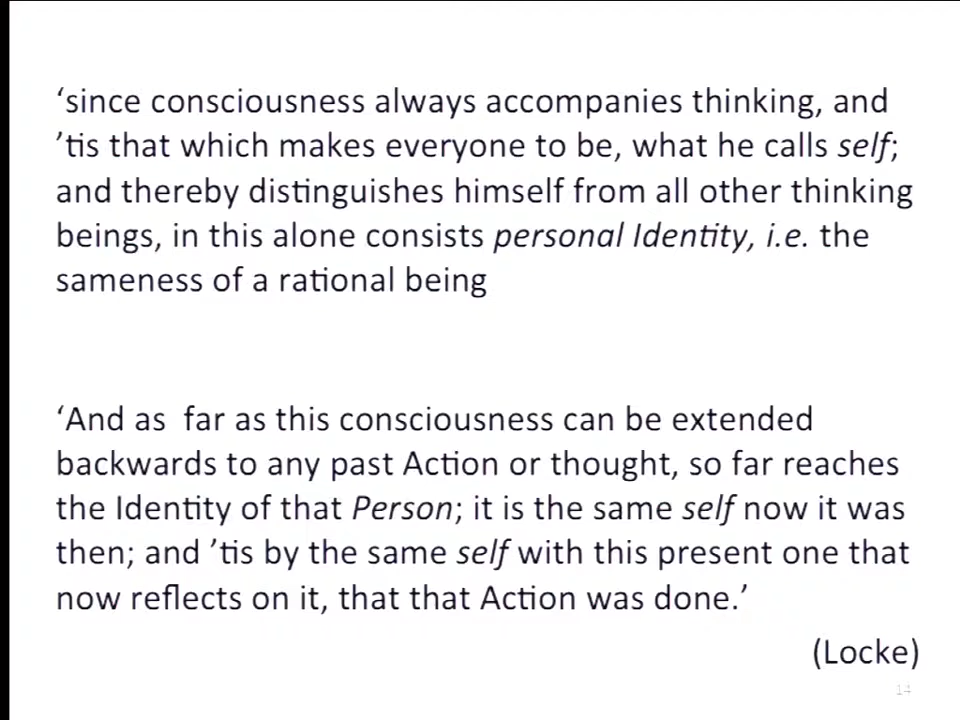 ‘since consciousness always accompanies thinking, and
’tis that which makes everyone to be, what he calls self;
and thereby distinguishes himself from all other thinking
beings, in this alone consists personal Identity, i.e. the
sameness of a rational being
‘And as far as this consciousness can be extended
backwards to any past Action or thought, so far reaches
the Identity of that Person; it is the same self now it was
then; and ’tis by the same self with this present one that
now reflects on it, that that Action was done.’
(Locke)
14